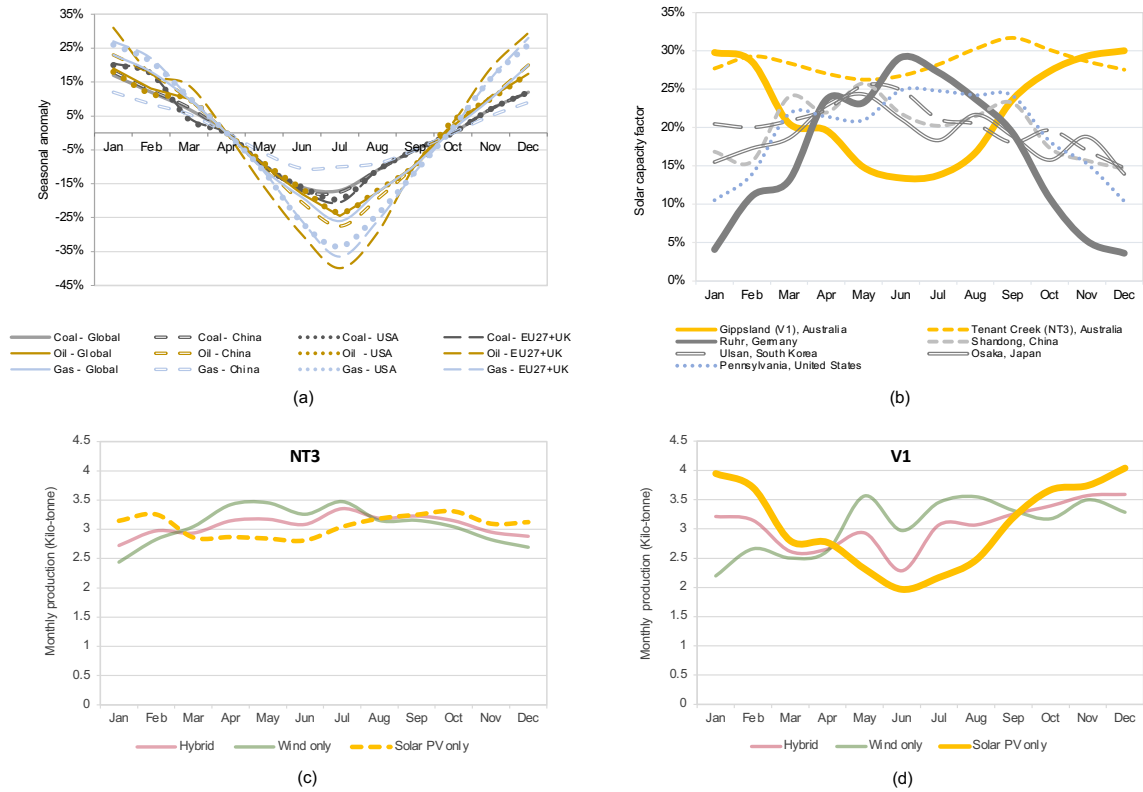 35%
25%
15%
5%
-5%
-15%
-25%
-35%
-45%
Seasonal anomaly
Jan Feb Mar Apr May Jun Jul Aug Sep Oct Nov Dec
Coal - Global Coal - China Coal - USA Coal - EU27+UK
Oil - Global Oil - China Oil - USA Oil - EU27+UK
Gas - Global Gas - China Gas - USA Gas - EU27+UK
(a)
35%
30%
25%
20%
15%
10%
5%
0%
Solar capacity factor
Jan Feb Mar Apr May Jun Jul Aug Sep Oct Nov Dec
Gippsland (V1), Australia Tenant Creek (NT3), Australia
Ruhr, Germany Shandong, China
Ulsan, South Korea Osaka, Japan
Pennsylvania, United States
(b)
NT3
4.5
4
3.5
3
2.5
2
1.5
1
0.5
0
Monthly production (Kilo-tonne)
Jan Feb Mar Apr May Jun Jul Aug Sep Oct Nov Dec
Hybrid Wind only Solar PV only
(c)
V1
4.5
4
3.5
3
2.5
2
1.5
1
0.5
0
Monthly production (Kilo-tonne)
Jan Feb Mar Apr May Jun Jul Aug Sep Oct Nov Dec
Hybrid Wind only Solar PV only
(d)